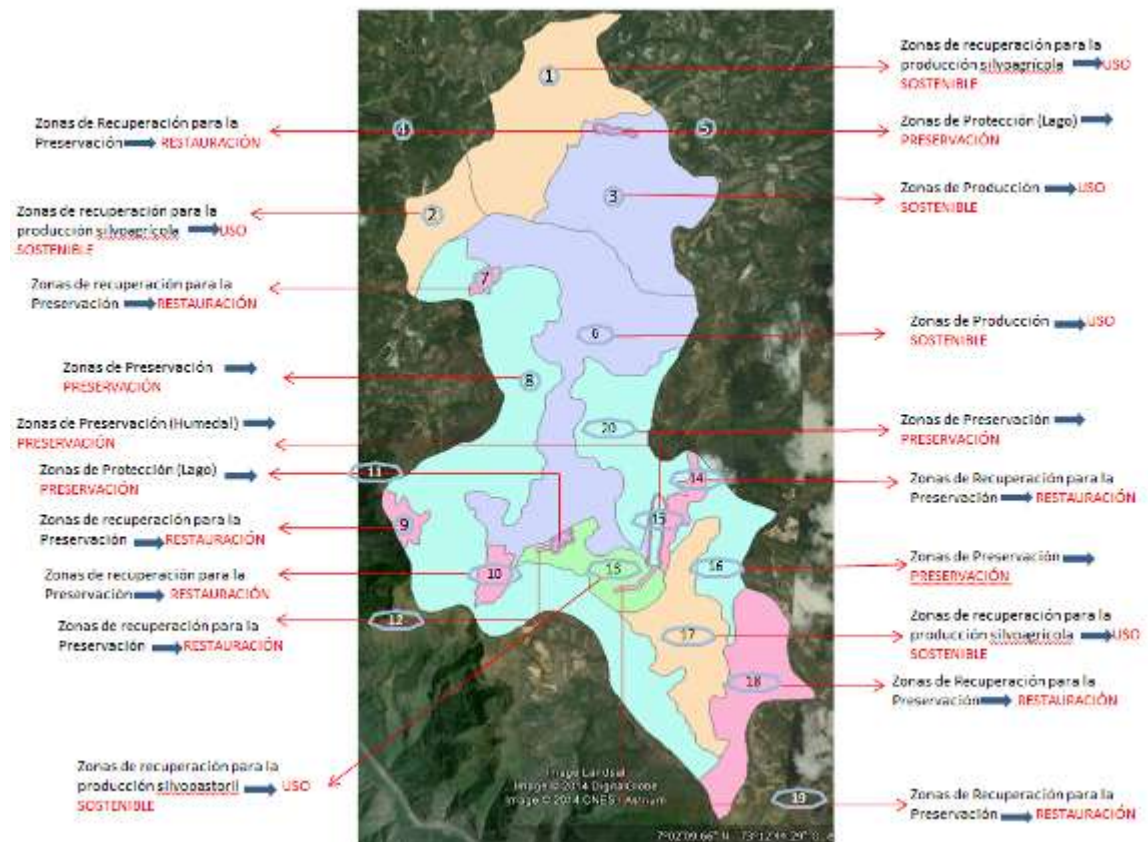 Zonas de Recuperación para la
Preservación RESTAURACIÓN
Zonas de recuperación para la
producción silvoagrícola USO
SOSTENIBLE
Zonas de recuperación para la
Preservación RESTAURACIÓN
Zonas de Preservación
PRESERVACIÓN
Zonas de Preservación (Humedal)
PRESERVACIÓN
Zonas de Protección (Lago)
PRESERVACIÓN
Zonas de recuperación para la
Preservación RESTAURACIÓN
Zonas de recuperación para la
Preservación RESTAURACIÓN
Zonas de recuperación para la
Preservación RESTAURACIÓN
Zonas de recuperación para la
producción silvopastoril USO
SOSTENIBLE
1
4
5
3
2
7
6
8
20
11
14
9
15
10
16
12
17
18
19
Image Landsat
Image © 2014 DigitalGlobe
Image © 2014 CNES / Astrium
Zonas de recuperación para la
producción silvoagrícola USO
SOSTENIBLE
Zonas de Protección (Lago)
PRESERVACIÓN
Zonas de Producción USO
SOSTENIBLE
Zonas de Producción USO
SOSTENIBLE
Zonas de Preservación
PRESERVACIÓN
Zonas de Recuperación para la
Preservación RESTAURACIÓN
Zonas de Preservación
PRESERVACIÓN
Zonas de recuperación para la
producción silvoagrícola USO
SOSTENIBLE
Zonas de Recuperación para la
Preservación RESTAURACIÓN
Zonas de Recuperación para la
Preservación RESTAURACIÓN